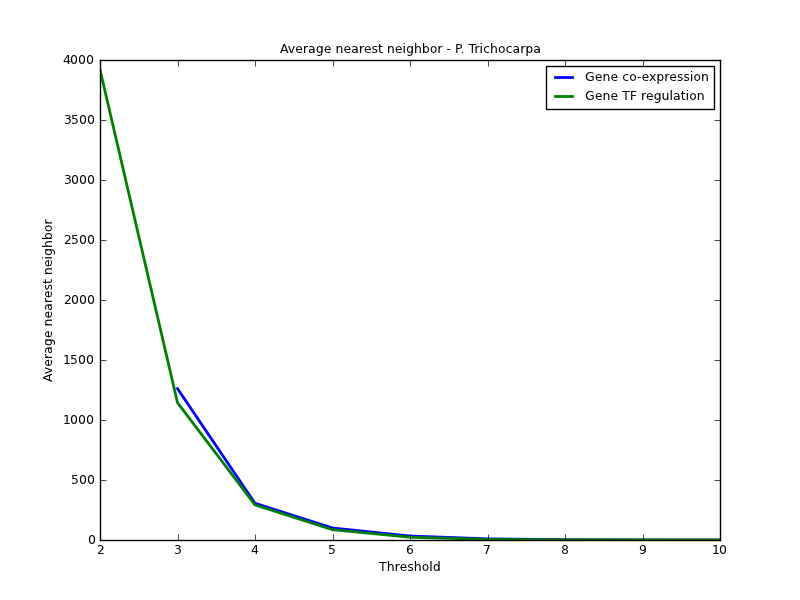 Average nearest neighbor - P. Trichocarpa
Gene co-expression
Gene TF regulation
4000
3500
3000
2500
2000
1500
1000
500
0
Average nearest neighbor
2 3 4 5 6 7 8 9 10
Threshold